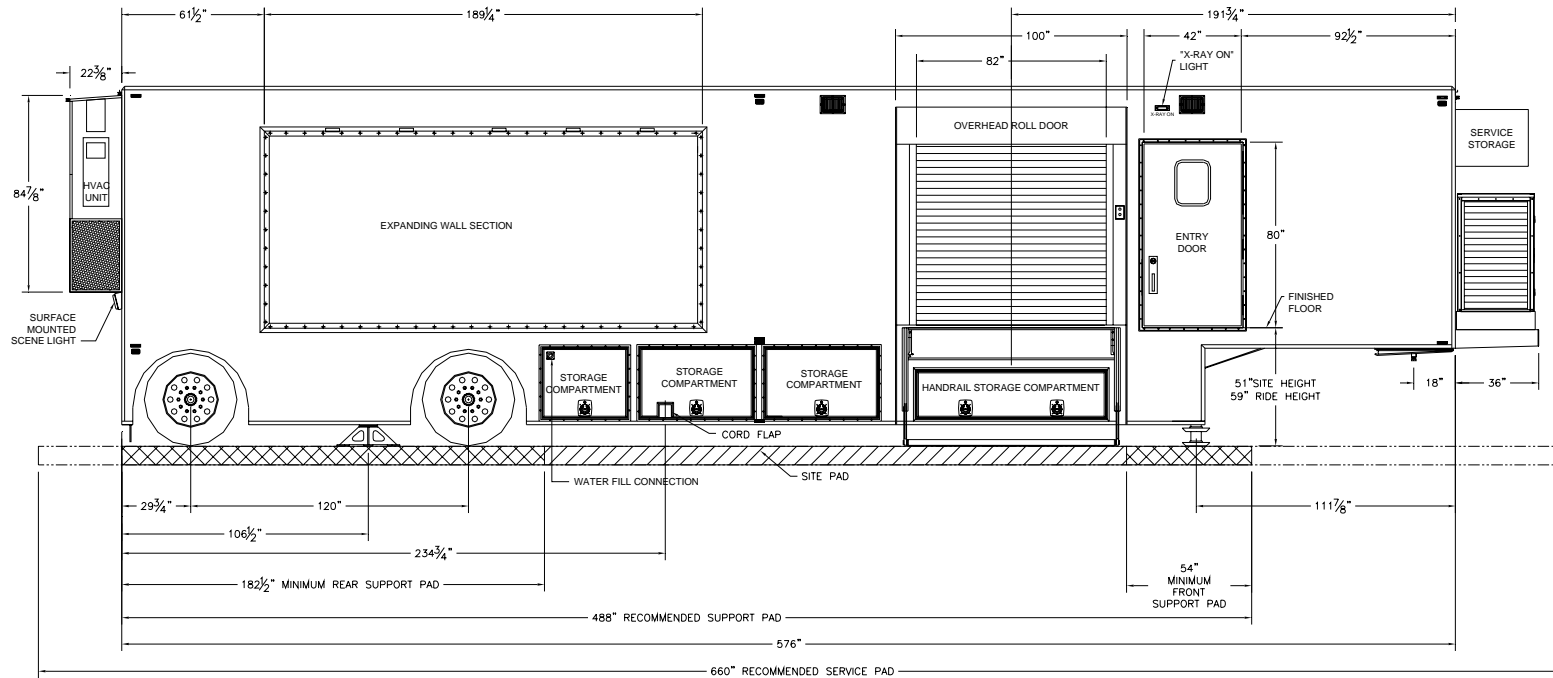 61½"
189¼"
191¾"
100"
42"
92½"
82"
22⅜"
"X-RAY ON"
LIGHT
X-RAY ON
OVERHEAD ROLL DOOR
SERVICE
STORAGE
HVAC
UNIT
84⅞"
EXPANDING WALL SECTION
ENTRY
DOOR
80"
FINISHED
FLOOR
SURFACE
MOUNTED
SCENE LIGHT
STORAGE
COMPARTMENT
STORAGE
COMPARTMENT
STORAGE
COMPARTMENT
HANDRAIL STORAGE COMPARTMENT
51" SITE HEIGHT
59" RIDE HEIGHT
18"
36"
CORD FLAP
WATER FILL CONNECTION
SITE PAD
29¾"
120"
111⅞"
106½"
234¾"
182½" MINIMUM REAR SUPPORT PAD
54"
MINIMUM
FRONT
SUPPORT PAD
488" RECOMMENDED SUPPORT PAD
576"
660" RECOMMENDED SERVICE PAD